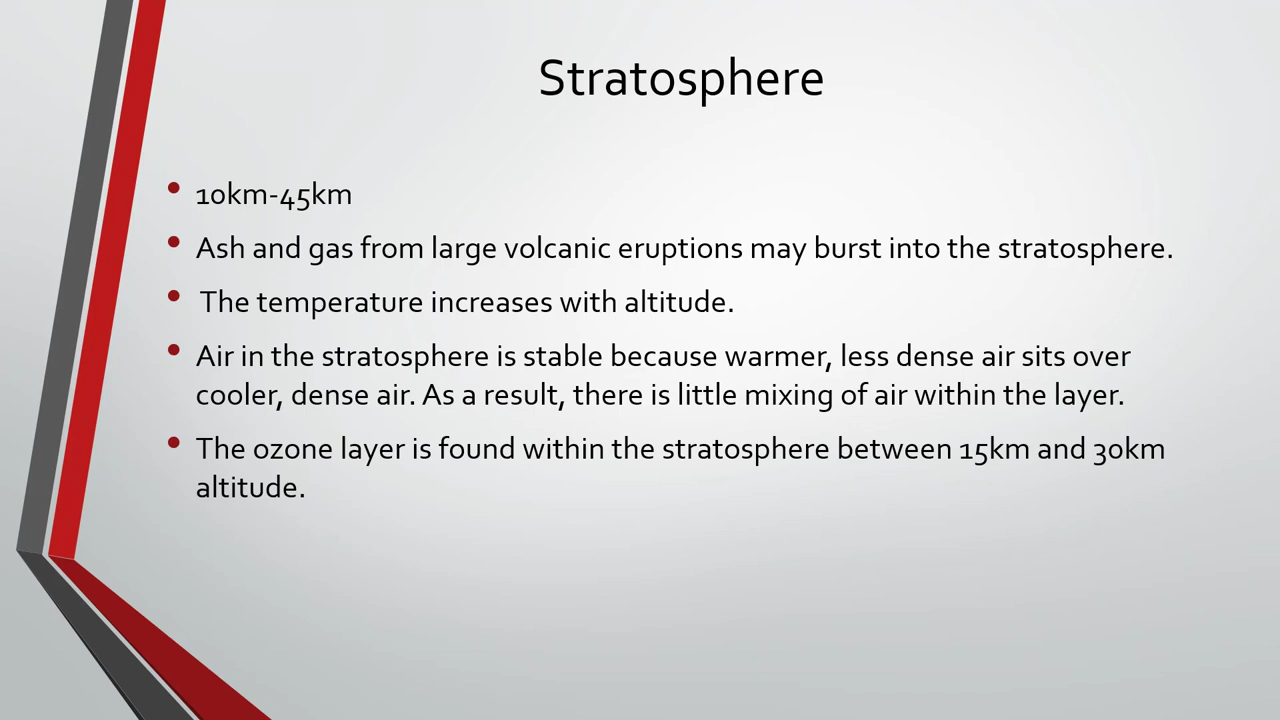 Stratosphere
• 10km-45km
• Ash and gas from large volcanic eruptions may burst into the stratosphere.
• The temperature increases with altitude.
• Air in the stratosphere is stable because warmer, less dense air sits over
cooler, dense air. As a result, there is little mixing of air within the layer.
• The ozone layer is found within the stratosphere between 15km and 30km
altitude.